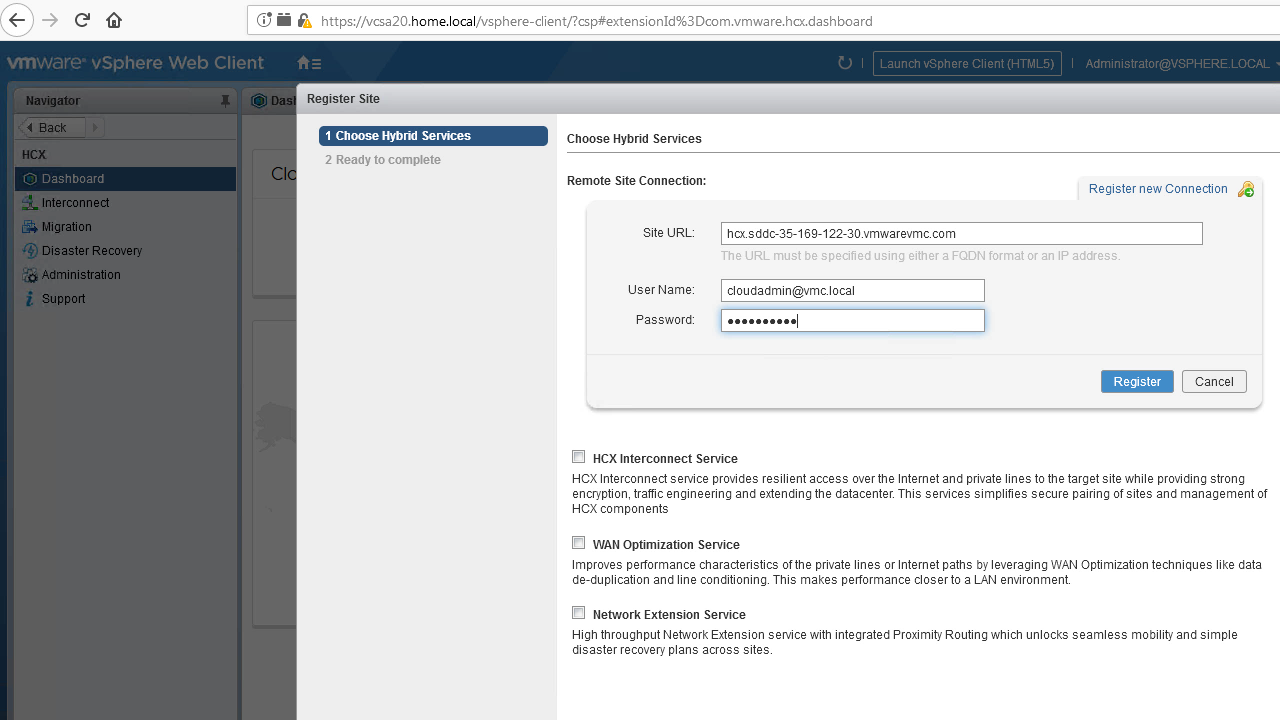 https://vcsa20.home.local/vsphere-client/?csp#extensionId%3Dcom.vmware.hcx.dashboard
vmware® vSphere Web Client
Launch vSphere Client (HTML5)
Administrator@VSPHERE.LOCAL
Navigator
Back
HCX
Dashboard
Interconnect
Migration
Disaster Recovery
Administration
Support
Register Site
1 Choose Hybrid Services
2 Ready to complete
Choose Hybrid Services
Remote Site Connection:
Register new Connection
Site URL: hcx.sddc-35-169-122-30.vmwarevmc.com
The URL must be specified using either a FQDN format or an IP address.
User Name: cloudadmin@vmc.local
Password: ●●●●●●●●●●
Register Cancel
HCX Interconnect Service
HCX Interconnect service provides resilient access over the Internet and private lines to the target site while providing strong
encryption, traffic engineering and extending the datacenter. This services simplifies secure pairing of sites and management of
HCX components
WAN Optimization Service
Improves performance characteristics of the private lines or Internet paths by leveraging WAN Optimization techniques like data
de-duplication and line conditioning. This makes performance closer to a LAN environment.
Network Extension Service
High throughput Network Extension service with integrated Proximity Routing which unlocks seamless mobility and simple
disaster recovery plans across sites.